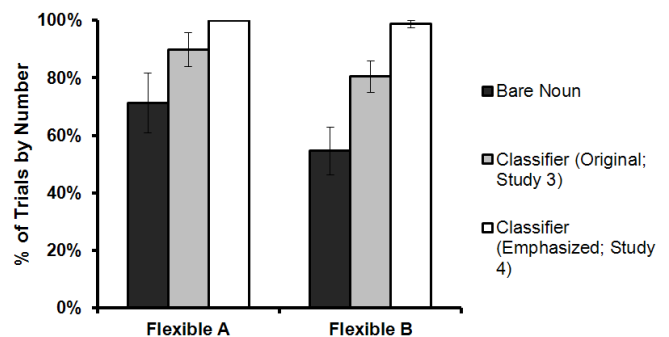 100%
80%
60%
40%
20%
0%
% of Trials by Number
Flexible A
Flexible B
Bare Noun
Classifier (Original;
Study 3)
Classifier
(Emphasized; Study
4)